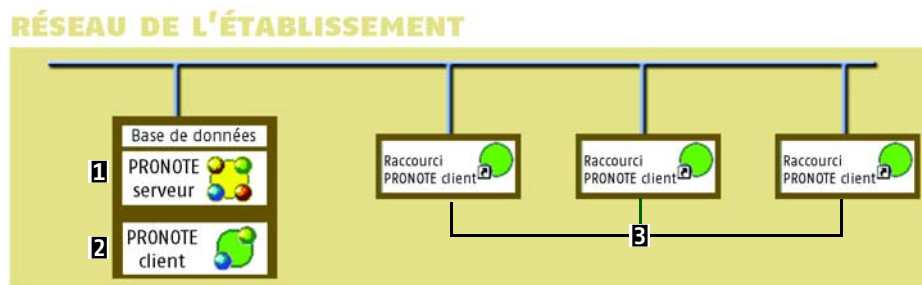 RÉSEAU DE L'ÉTABLISSEMENT
Base de données
1
PRONOTE
serveur
2
PRONOTE
client
Raccourci
PRONOTE client
Raccourci
PRONOTE client
Raccourci
PRONOTE client
3